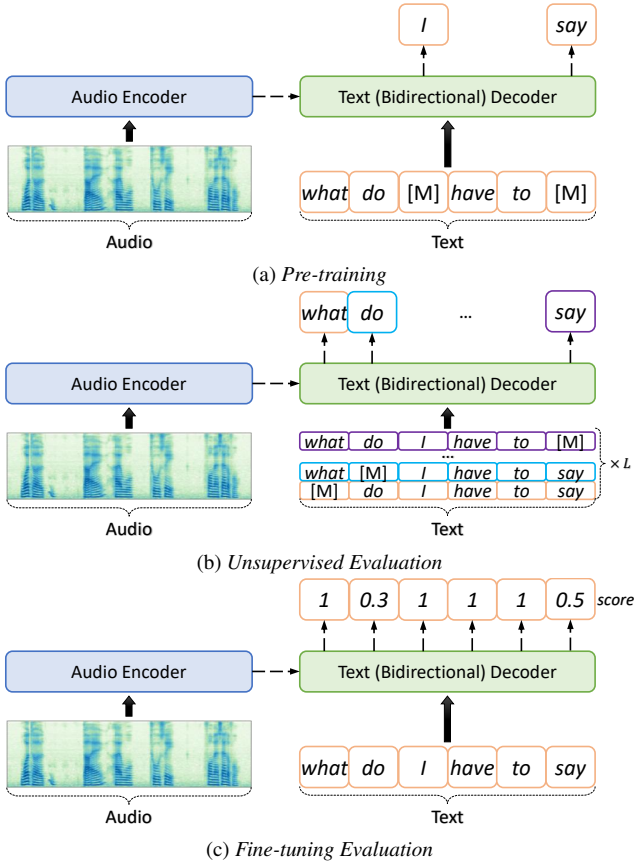 I say
Audio Encoder Text (Bidirectional) Decoder
what do [M] have to [M]
Audio Text
(a) Pre-training
what do ... say
Audio Encoder Text (Bidirectional) Decoder
what do I have to [M]
...
what [M] I have to say
[M] do I have to say
× L
Audio Text
(b) Unsupervised Evaluation
1 0.3 1 1 1 0.5 score
Audio Encoder Text (Bidirectional) Decoder
what do I have to say
Audio Text
(c) Fine-tuning Evaluation